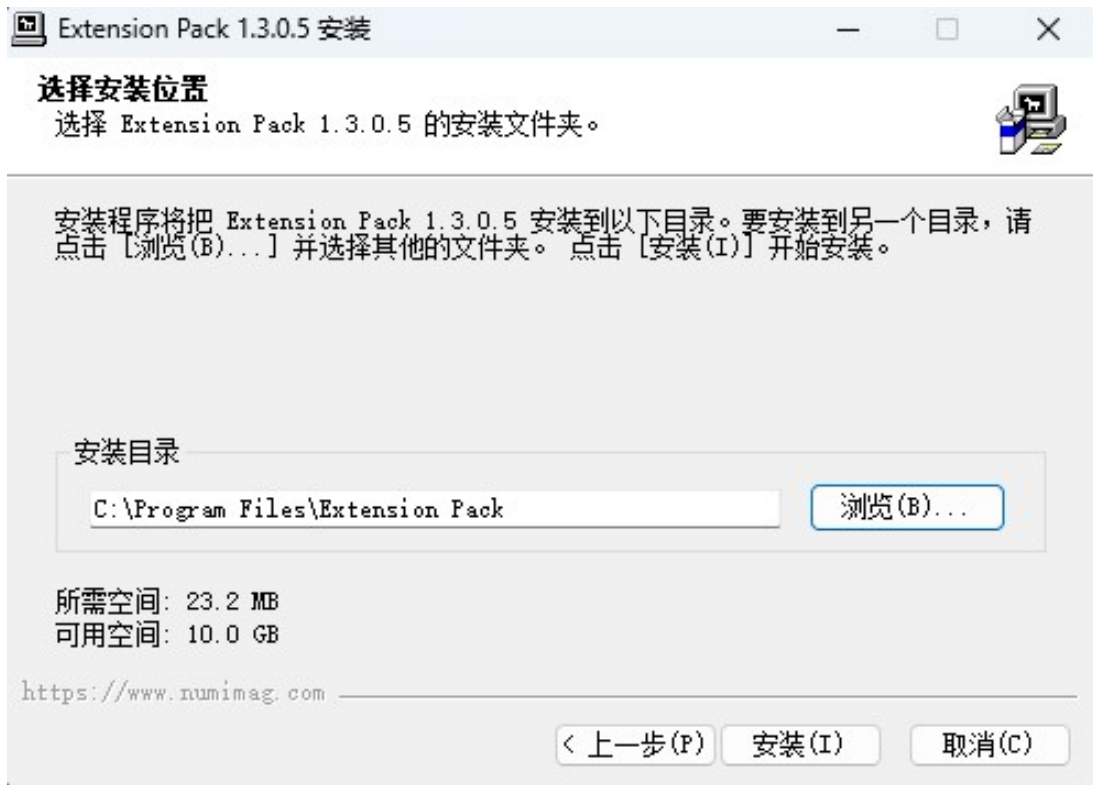 Extension Pack 1.3.0.5 安装
选择安装位置
选择 Extension Pack 1.3.0.5 的安装文件夹。
安装程序将把 Extension Pack 1.3.0.5 安装到以下目录。要安装到另一个目录，请
点击 [浏览(B)...] 并选择其他的文件夹。 点击 [安装(I)] 开始安装。
安装目录
C:\Program Files\Extension Pack
浏览(B)...
所需空间: 23.2 MB
可用空间: 10.0 GB
https://www.numimag.com
< 上一步(P)
安装(I)
取消(C)